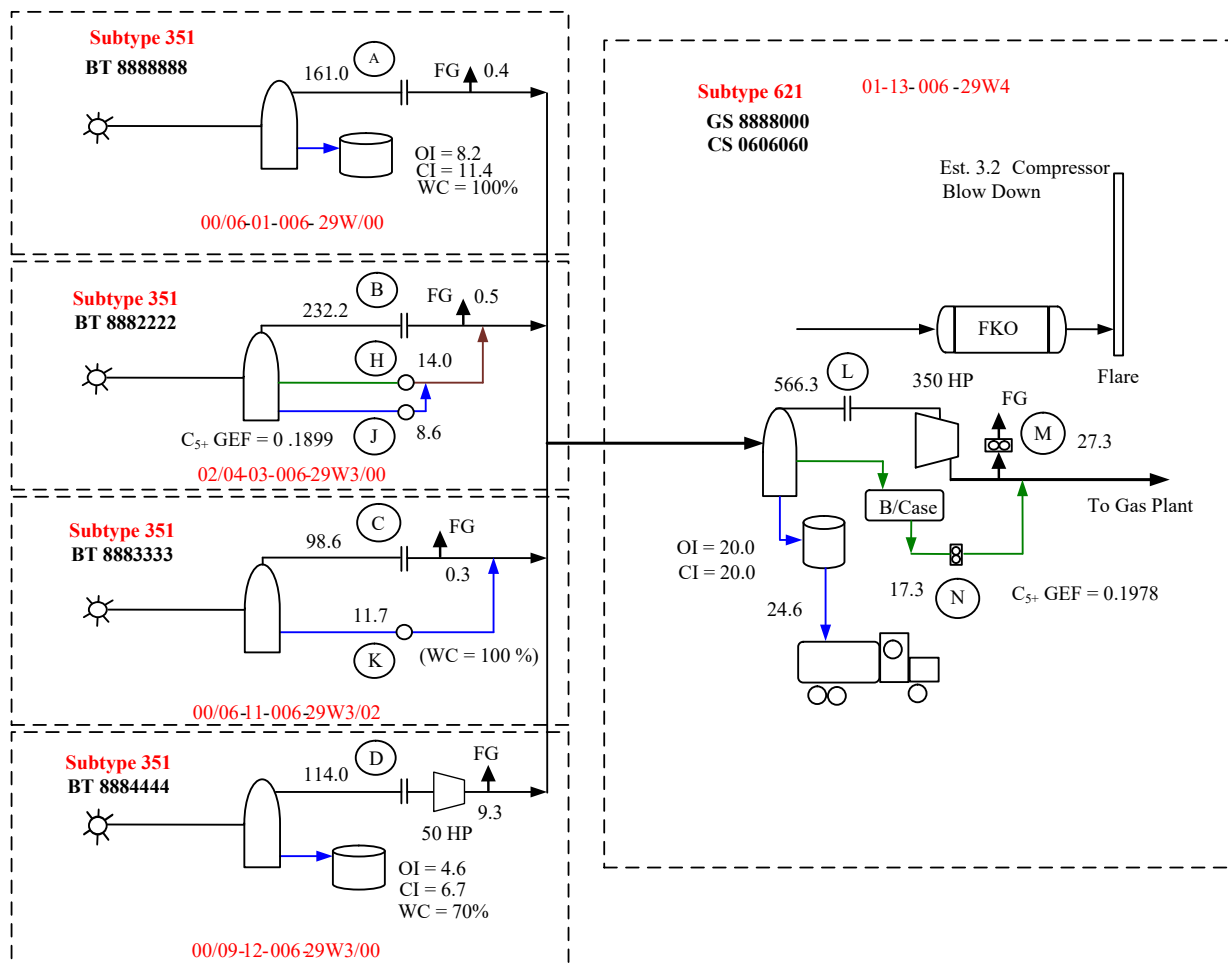 Subtype 351
BT 8888888
161.0
A
FG
0.4
OI = 8.2
CI = 11.4
WC = 100%
00/06-01-006-29W/00
Subtype 351
BT 8882222
232.2
B
FG
0.5
H
14.0
J
8.6
C5+ GEF = 0 .1899
02/04-03-006-29W3/00
Subtype 351
BT 8883333
98.6
C
FG
0.3
11.7
K
(WC = 100 %)
00/06-11-006-29W3/02
Subtype 351
BT 8884444
114.0
D
FG
9.3
50 HP
OI = 4.6
CI = 6.7
WC = 70%
00/09-12-006-29W3/00
Subtype 621
01-13-006 -29W4
GS 8888000
CS 0606060
Est. 3.2 Compressor
Blow Down
FKO
Flare
L
566.3
350 HP
FG
M
27.3
To Gas Plant
B/Case
OI = 20.0
CI = 20.0
17.3
N
C5+ GEF = 0.1978
24.6